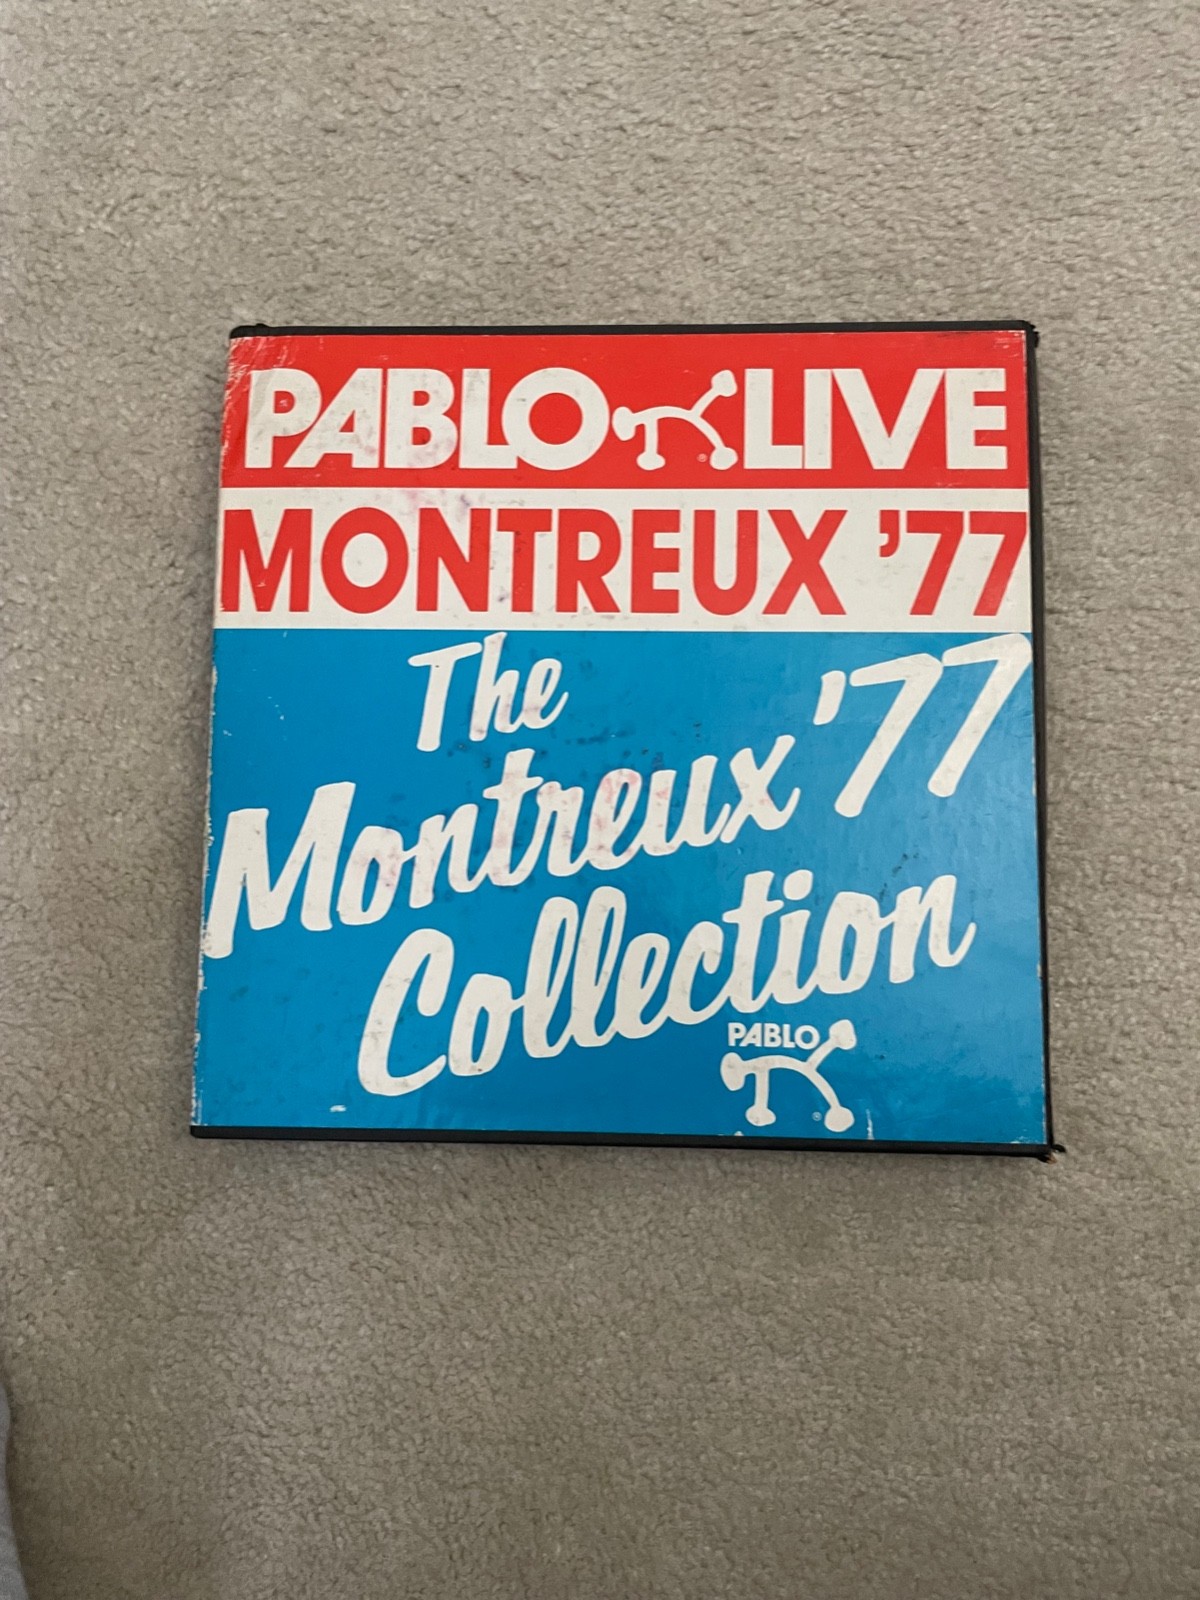 PABLO LIVE
MONTREUX '77
The
Montreux '77
Collection
PABLO